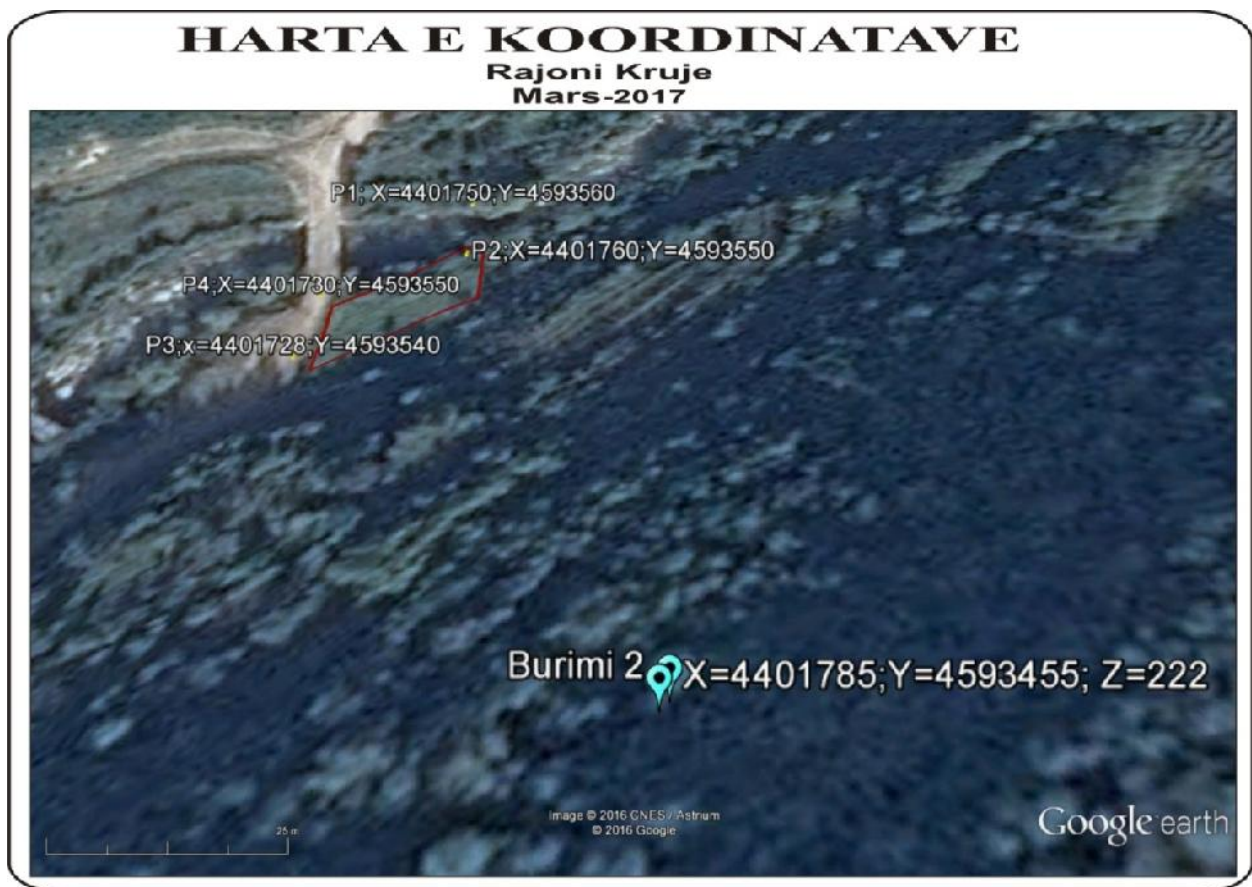 HARTA E KOORDINATAVE
Rajoni Kruje
Mars-2017
P1; X=4401750;Y=4593560
P2;X=4401760;Y=4593550
P4;X=4401730;Y=4593550
P3;x=4401728;Y=4593540
Burimi 2 X=4401785;Y=4593455; Z=222
25 m
Image © 2016 CNES / Astrium
© 2016 Google
Google earth